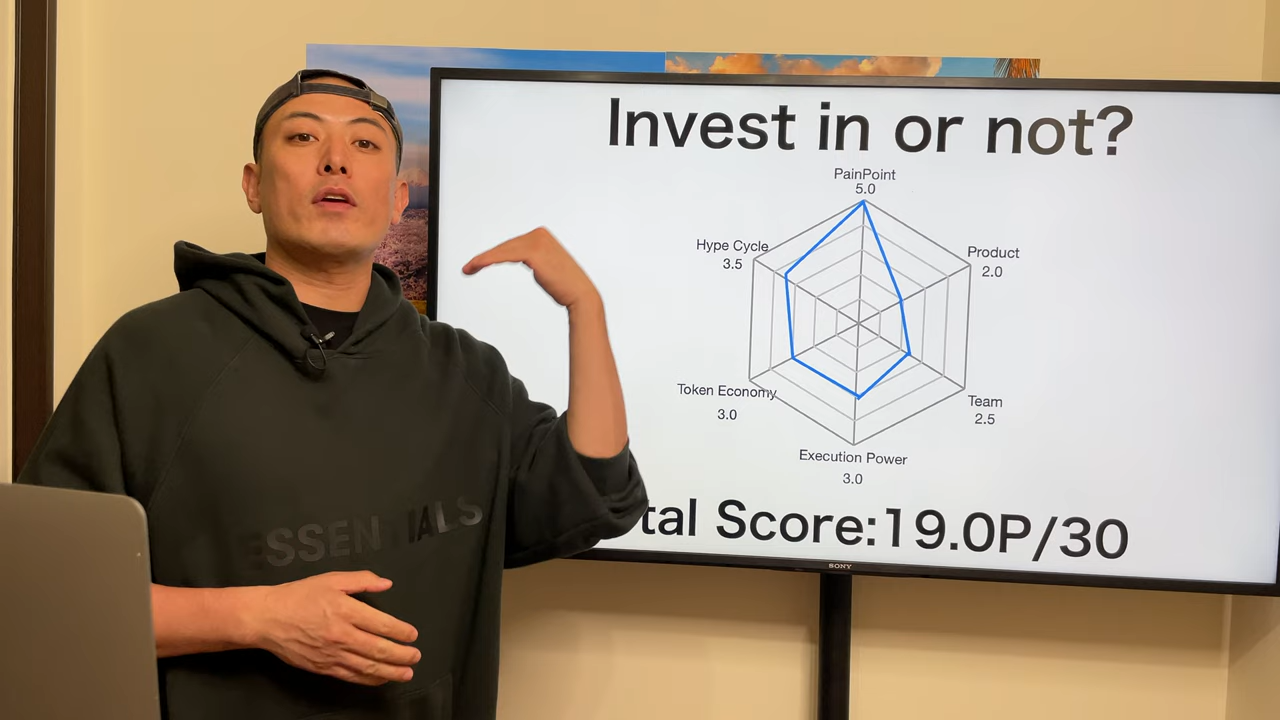 Invest in or not?
PainPoint
5.0
Hype Cycle
3.5
Product
2.0
Token Economy
3.0
Team
2.5
Execution Power
3.0
Score:19.0P/30
SONY
ESSENTIALS